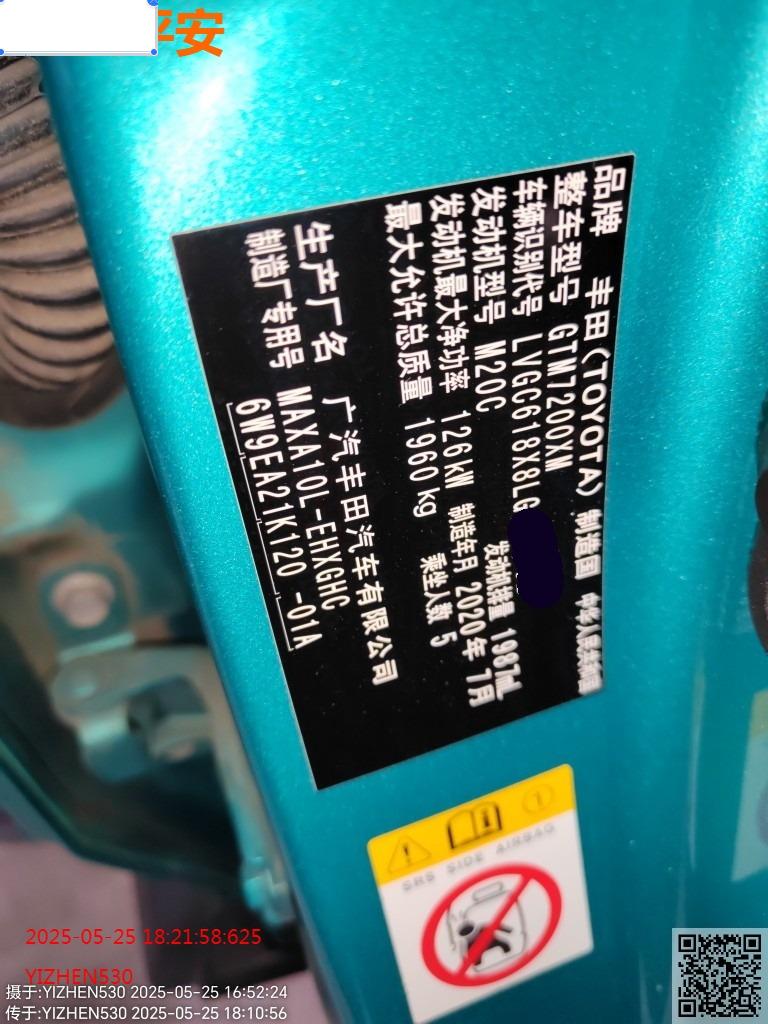 平安
品牌 丰田(TOYOTA) 制造国 中华人民共和国
整车型号 GTM7200XW
车辆识别代号 LVGC618X8LG
发动机型号 M20C 发动机排量 1987mL
发动机最大净功率 126kW 制造年月 2020年 7月
最大允许总质量 1960kg 乘坐人数 5
生产厂名 广汽丰田汽车有限公司
制造厂专用号 MAXA10L-EHXGHC
6W9EA21K120 -01A
SRS SIDE AIRBAG
2025-05-25 18:21:58:625
YIZHEN530
摄于:YIZHEN530 2025-05-25 16:52:24
传于:YIZHEN530 2025-05-25 18:10:56